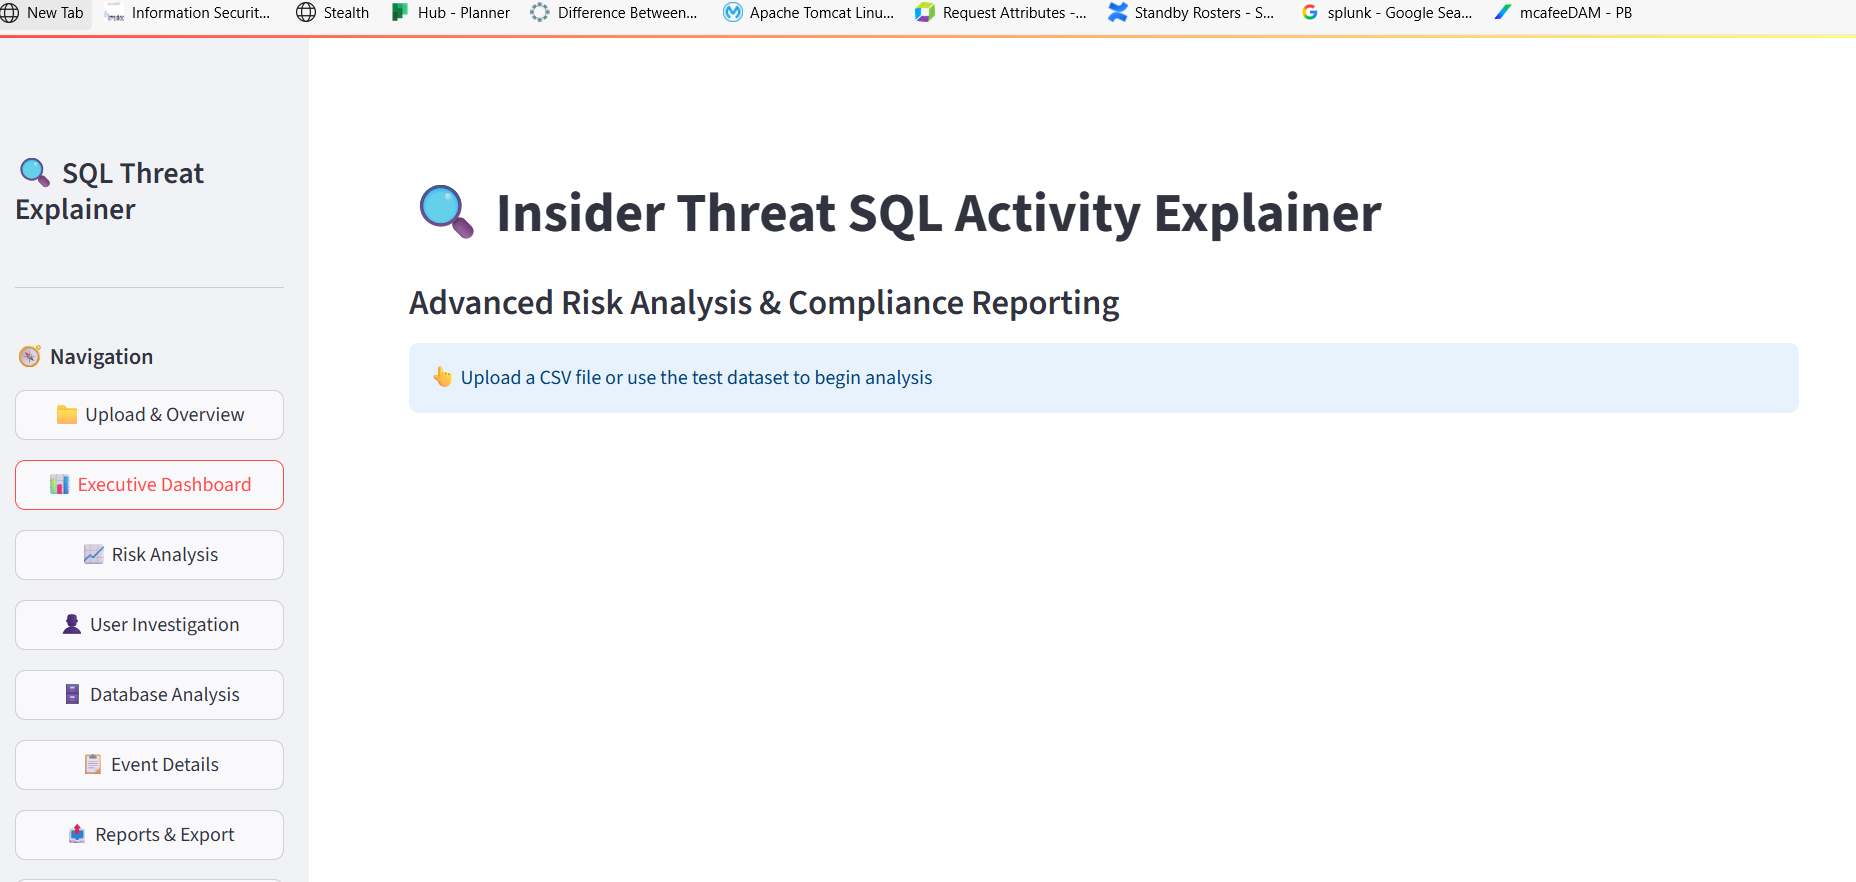 New Tab
Information Securit...
Stealth
Hub - Planner
Difference Between...
Apache Tomcat Linu...
Request Attributes -...
Standby Rosters - S...
splunk - Google Sea...
mcafeeDAM - PB
SQL Threat
Explainer
Navigation
Upload & Overview
Executive Dashboard
Risk Analysis
User Investigation
Database Analysis
Event Details
Reports & Export
Insider Threat SQL Activity Explainer
Advanced Risk Analysis & Compliance Reporting
Upload a CSV file or use the test dataset to begin analysis